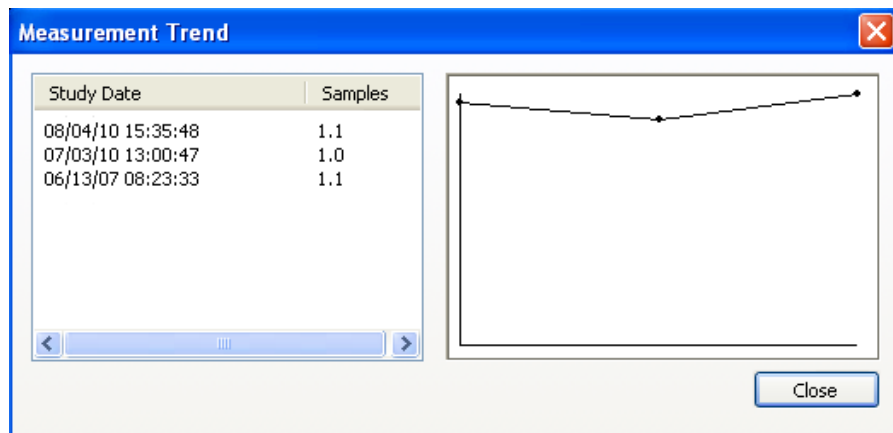 Measurement Trend
Study Date Samples
08/04/10 15:35:48 1.1
07/03/10 13:00:47 1.0
06/13/07 08:23:33 1.1
Close